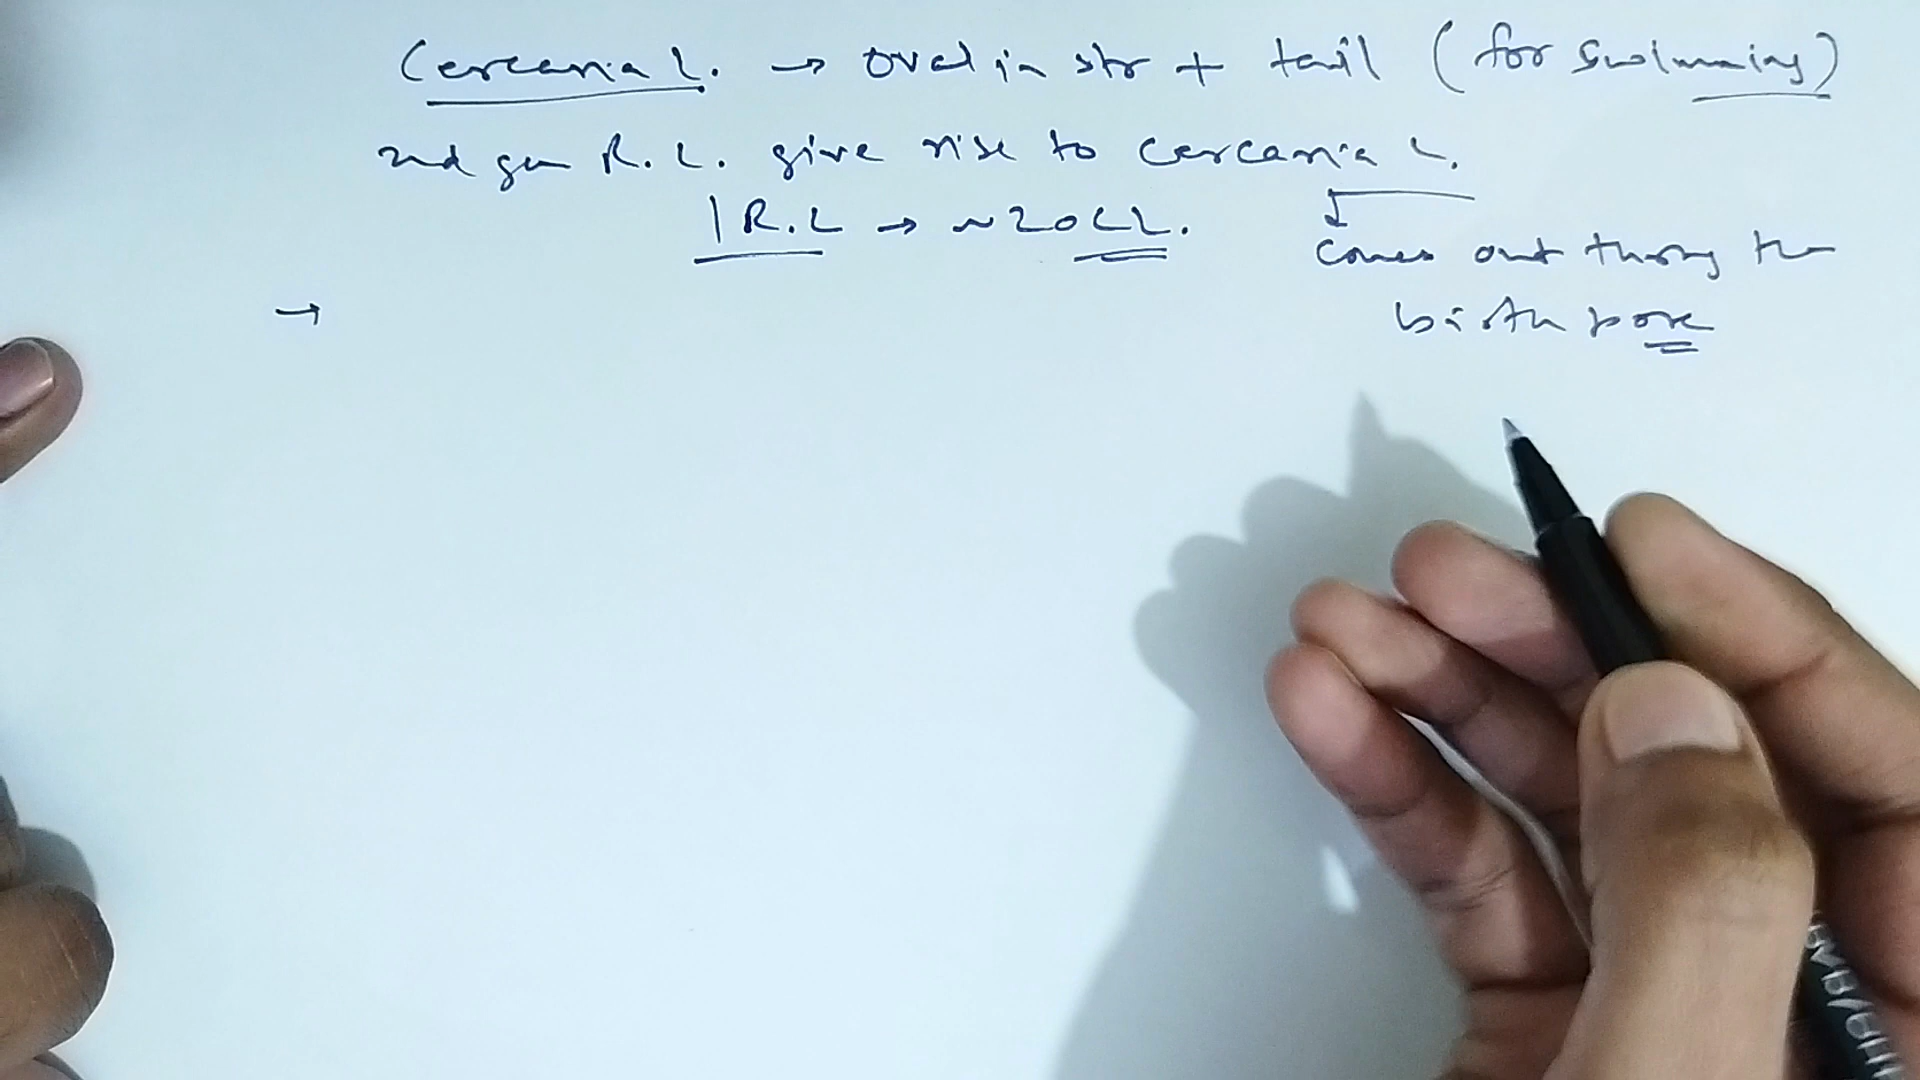 Cercaria L. → oval in str + tail (for swimming)
2nd gen R.L. give rise to cercaria L.
1 R.L → ~20 CL.
comes out through the
birth pore
→